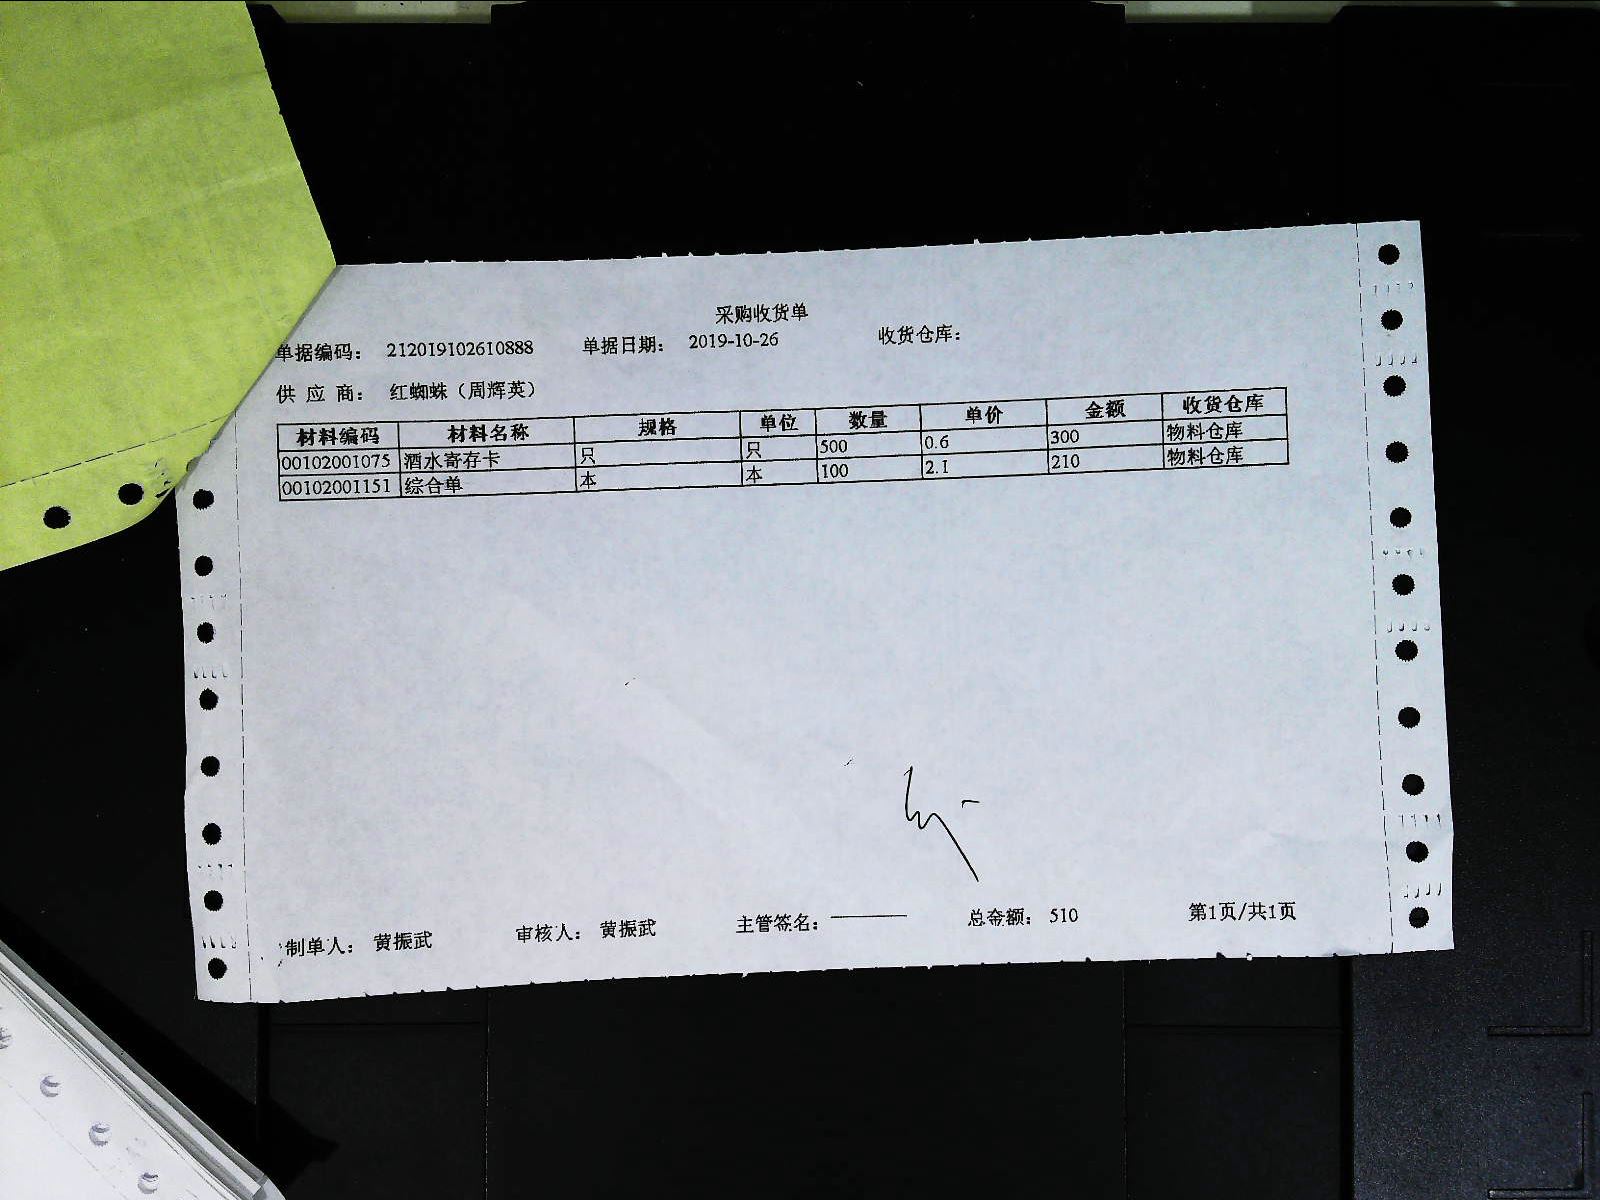 采购收货单
单据编码： 212019102610888 单据日期： 2019-10-26 收货仓库：
供 应 商： 红蜘蛛（周辉英）
材料编码 材料名称 规格 单位 数量 单价 金额 收货仓库
00102001075 酒水寄存卡 只 只 500 0.6 300 物料仓库
00102001151 综合单 本 本 100 2.1 210 物料仓库
制单人： 黄振武 审核人： 黄振武 主管签名： 总金额： 510 第1页/共1页